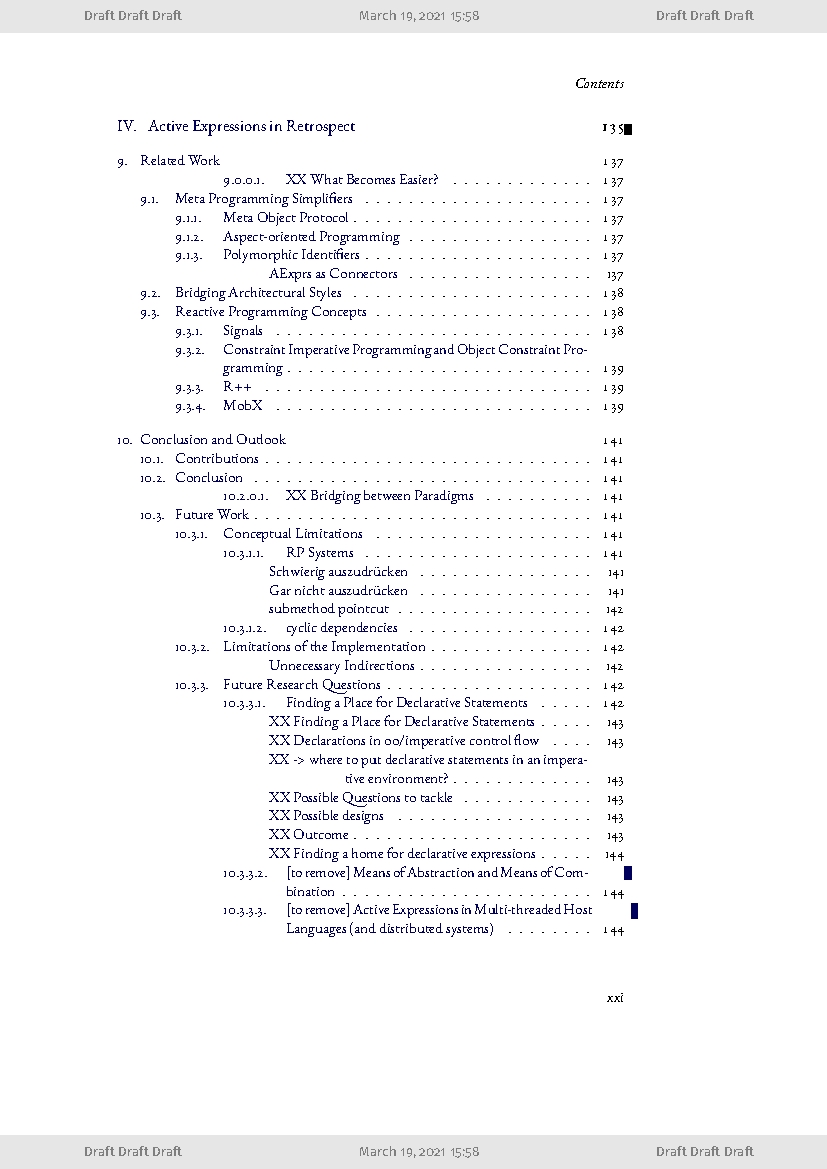 Draft Draft Draft March 19, 2021 15:58 Draft Draft Draft
Contents
IV. Active Expressions in Retrospect 135
9. Related Work 137
9.0.0.1. XX What Becomes Easier? . . . . . . . . . . . . . 137
9.1. Meta Programming Simplifiers . . . . . . . . . . . . . . . . . . . . . 137
9.1.1. Meta Object Protocol . . . . . . . . . . . . . . . . . . . . . . 137
9.1.2. Aspect-oriented Programming . . . . . . . . . . . . . . . . . 137
9.1.3. Polymorphic Identifiers . . . . . . . . . . . . . . . . . . . . . 137
AExprs as Connectors . . . . . . . . . . . . . . . . . 137
9.2. Bridging Architectural Styles . . . . . . . . . . . . . . . . . . . . . . 138
9.3. Reactive Programming Concepts . . . . . . . . . . . . . . . . . . . . 138
9.3.1. Signals . . . . . . . . . . . . . . . . . . . . . . . . . . . . . 138
9.3.2. Constraint Imperative Programming and Object Constraint Pro-
gramming . . . . . . . . . . . . . . . . . . . . . . . . . . . . 139
9.3.3. R++ . . . . . . . . . . . . . . . . . . . . . . . . . . . . . . 139
9.3.4. MobX . . . . . . . . . . . . . . . . . . . . . . . . . . . . . 139
10. Conclusion and Outlook 141
10.1. Contributions . . . . . . . . . . . . . . . . . . . . . . . . . . . . . . 141
10.2. Conclusion . . . . . . . . . . . . . . . . . . . . . . . . . . . . . . . 141
10.2.0.1. XX Bridging between Paradigms . . . . . . . . . . 141
10.3. Future Work . . . . . . . . . . . . . . . . . . . . . . . . . . . . . . . 141
10.3.1. Conceptual Limitations . . . . . . . . . . . . . . . . . . . . 141
10.3.1.1. RP Systems . . . . . . . . . . . . . . . . . . . . . 141
Schwierig auszudrücken . . . . . . . . . . . . . . . . 141
Gar nicht auszudrücken . . . . . . . . . . . . . . . . 141
submethod pointcut . . . . . . . . . . . . . . . . . . 142
10.3.1.2. cyclic dependencies . . . . . . . . . . . . . . . . . 142
10.3.2. Limitations of the Implementation . . . . . . . . . . . . . . . 142
Unnecessary Indirections . . . . . . . . . . . . . . . . 142
10.3.3. Future Research Questions . . . . . . . . . . . . . . . . . . . 142
10.3.3.1. Finding a Place for Declarative Statements . . . . . 142
XX Finding a Place for Declarative Statements . . . . . 143
XX Declarations in oo/imperative control flow . . . . 143
XX -> where to put declarative statements in an impera-
tive environment? . . . . . . . . . . . . . 143
XX Possible Questions to tackle . . . . . . . . . . . . 143
XX Possible designs . . . . . . . . . . . . . . . . . . 143
XX Outcome . . . . . . . . . . . . . . . . . . . . . . 143
XX Finding a home for declarative expressions . . . . . 144
10.3.3.2. [to remove] Means of Abstraction and Means of Com-
bination . . . . . . . . . . . . . . . . . . . . . . . 144
10.3.3.3. [to remove] Active Expressions in Multi-threaded Host
Languages (and distributed systems) . . . . . . . . 144
xxi
Draft Draft Draft March 19, 2021 15:58 Draft Draft Draft